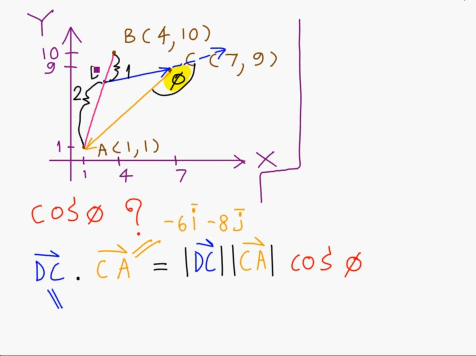 Y
B(4,10)
10
9
D 1 C (7,9)
2 φ
1 A(1,1)
1 4 7 X
cos φ ? -6i̅ -8j̅
DC⃗ . CA⃗ = |DC⃗||CA⃗| cos φ